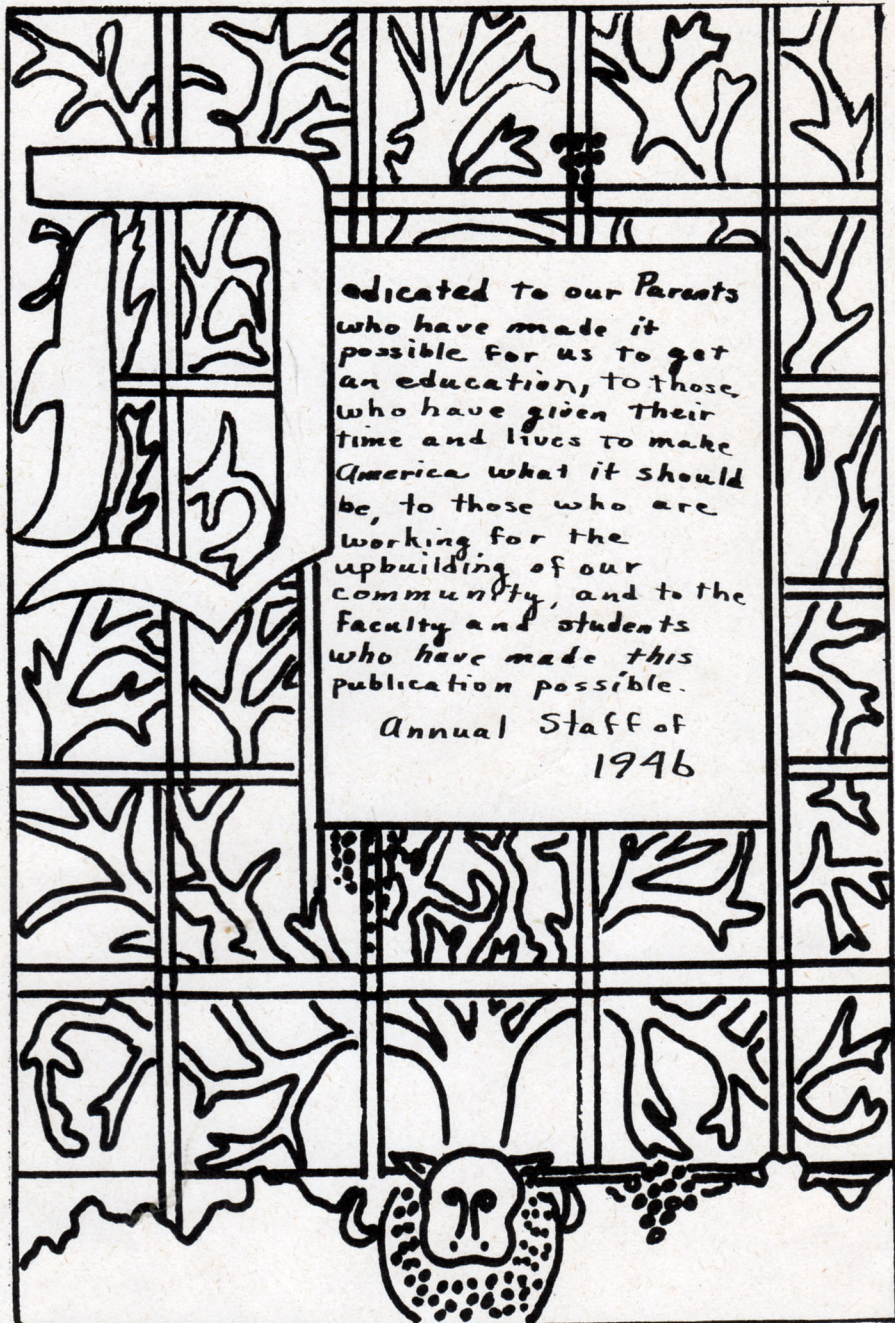 Dedicated to our Parents
who have made it
possible for us to get
an education, to those
who have given their
time and lives to make
America what it should
be, to those who are
working for the
upbuilding of our
community, and to the
faculty and students
who have made this
publication possible.
Annual Staff of
1946